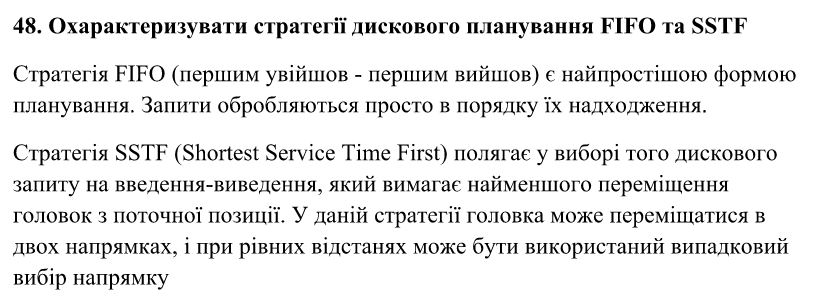 48. Охарактеризувати стратегії дискового планування FIFO та SSTF
Стратегія FIFO (першим увійшов - першим вийшов) є найпростішою формою
планування. Запити обробляються просто в порядку їх надходження.
Стратегія SSTF (Shortest Service Time First) полягає у виборі того дискового
запиту на введення-виведення, який вимагає найменшого переміщення
головок з поточної позиції. У даній стратегії головка може переміщатися в
двох напрямках, і при рівних відстанях може бути використаний випадковий
вибір напрямку